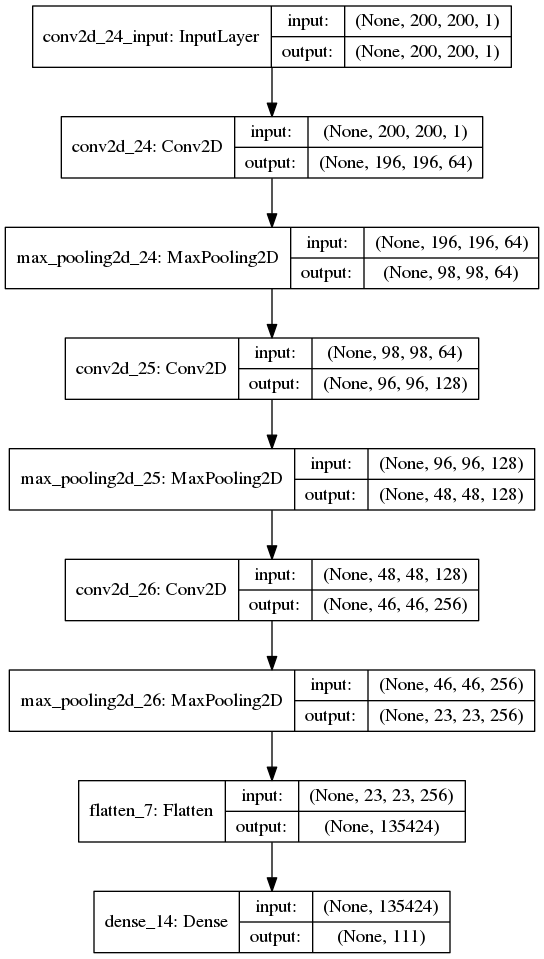 conv2d_24_input: InputLayer
input: (None, 200, 200, 1)
output: (None, 200, 200, 1)
conv2d_24: Conv2D
input: (None, 200, 200, 1)
output: (None, 196, 196, 64)
max_pooling2d_24: MaxPooling2D
input: (None, 196, 196, 64)
output: (None, 98, 98, 64)
conv2d_25: Conv2D
input: (None, 98, 98, 64)
output: (None, 96, 96, 128)
max_pooling2d_25: MaxPooling2D
input: (None, 96, 96, 128)
output: (None, 48, 48, 128)
conv2d_26: Conv2D
input: (None, 48, 48, 128)
output: (None, 46, 46, 256)
max_pooling2d_26: MaxPooling2D
input: (None, 46, 46, 256)
output: (None, 23, 23, 256)
flatten_7: Flatten
input: (None, 23, 23, 256)
output: (None, 135424)
dense_14: Dense
input: (None, 135424)
output: (None, 111)